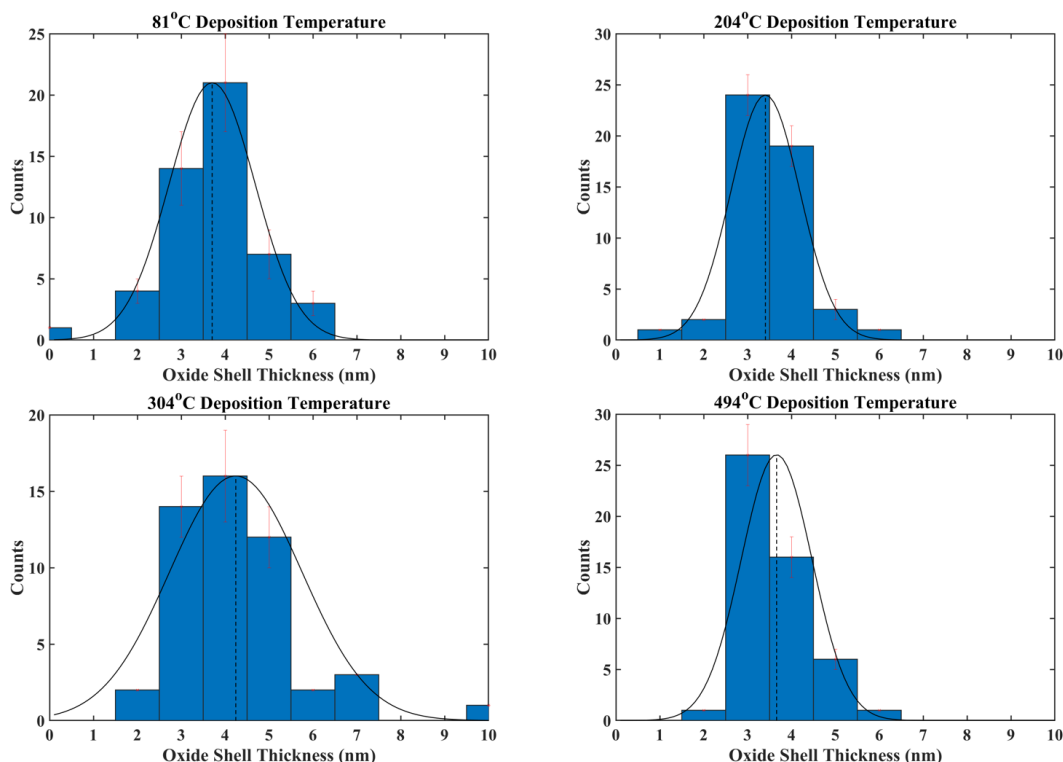 81°C Deposition Temperature
25
20
15
10
5
0
Counts
0 1 2 3 4 5 6 7 8 9 10
Oxide Shell Thickness (nm)
204°C Deposition Temperature
30
25
20
15
10
5
0
Counts
0 1 2 3 4 5 6 7 8 9 10
Oxide Shell Thickness (nm)
304°C Deposition Temperature
20
15
10
5
0
Counts
0 1 2 3 4 5 6 7 8 9 10
Oxide Shell Thickness (nm)
494°C Deposition Temperature
30
25
20
15
10
5
0
Counts
0 1 2 3 4 5 6 7 8 9 10
Oxide Shell Thickness (nm)